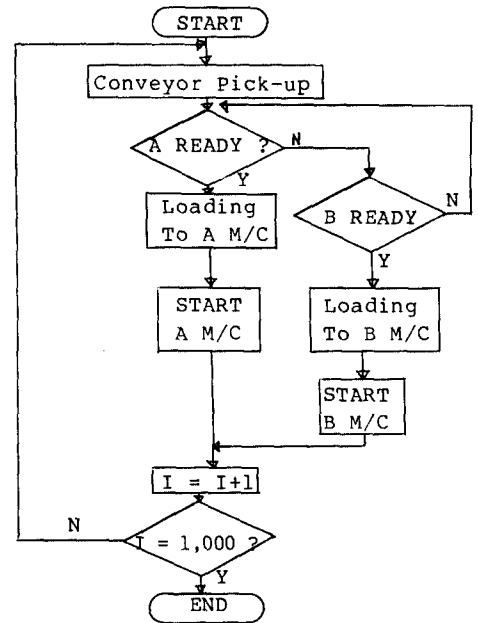 START
Conveyor Pick-up
A READY ?
N
Y
Loading
To A M/C
B READY
N
Y
START
A M/C
Loading
To B M/C
START
B M/C
I = I+1
I = 1,000 ?
N
Y
END